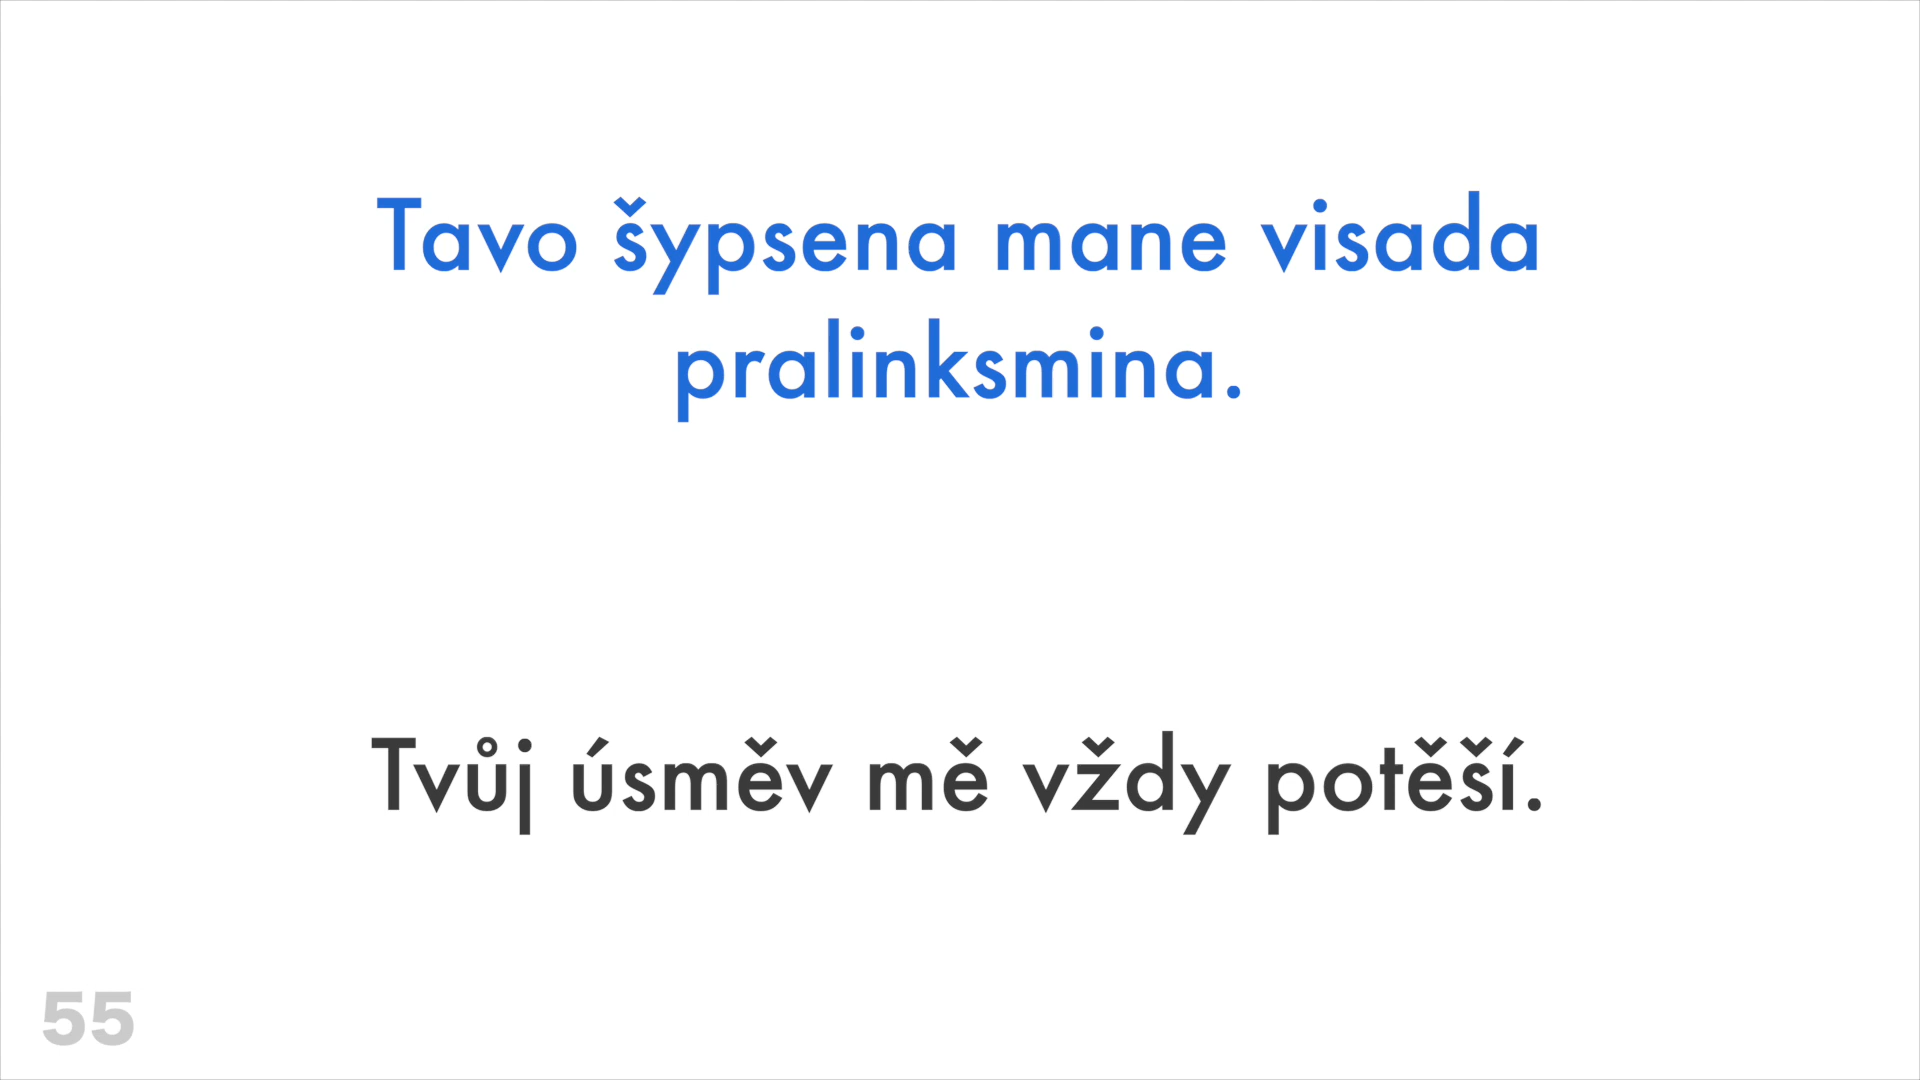 Tavo šypsena mane visada
pralinksmina.
Tvůj úsměv mě vždy potěší.
55